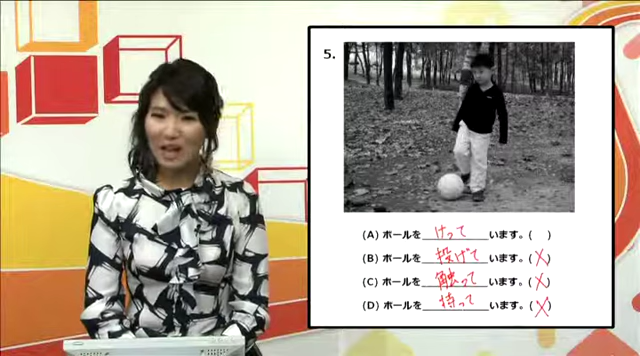 5.
(A) ボールを けって います。( )
(B) ボールを 投げて います。(X)
(C) ボールを 触って います。(X)
(D) ボールを 持って います。(X)